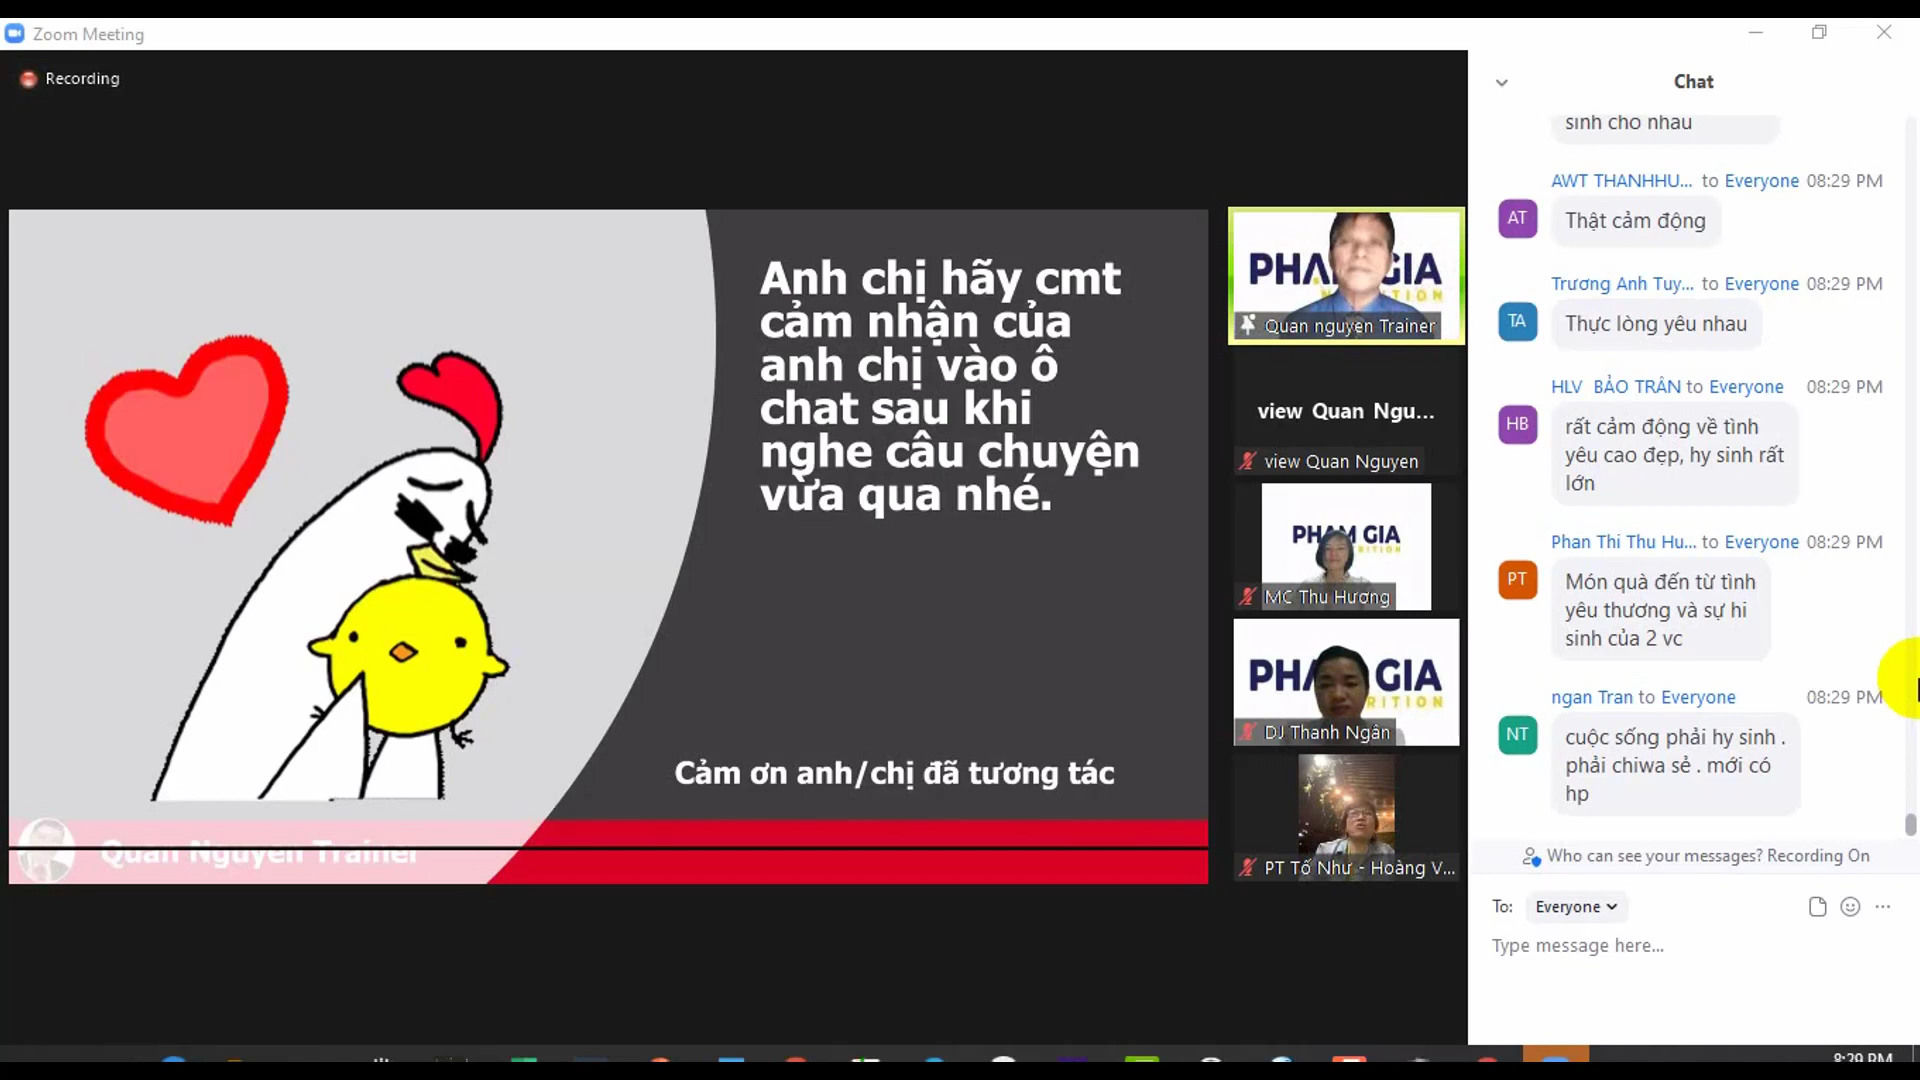 Zoom Meeting
Recording
Anh chị hãy cmt
cảm nhận của
anh chị vào ô
chat sau khi
nghe câu chuyện
vừa qua nhé.
Cảm ơn anh/chị đã tương tác
Quan Nguyen Trainer
Quan nguyen Trainer
view Quan Ngu...
view Quan Nguyen
PHAM GIA
MC Thu Hương
DJ Thanh Ngân
PT Tố Như - Hoàng V...
Chat
sinh cho nhau
AWT THANHHU... to Everyone 08:29 PM
AT
Thật cảm động
Trương Anh Tuy... to Everyone 08:29 PM
TA
Thực lòng yêu nhau
HLV BẢO TRÂN to Everyone 08:29 PM
HB
rất cảm động về tình
yêu cao đẹp, hy sinh rất
lớn
Phan Thi Thu Hu... to Everyone 08:29 PM
PT
Món quà đến từ tình
yêu thương và sự hi
sinh của 2 vc
ngan Tran to Everyone 08:29 PM
NT
cuộc sống phải hy sinh .
phải chiwa sẻ . mới có
hp
Who can see your messages? Recording On
To: Everyone
Type message here...
8:29 PM